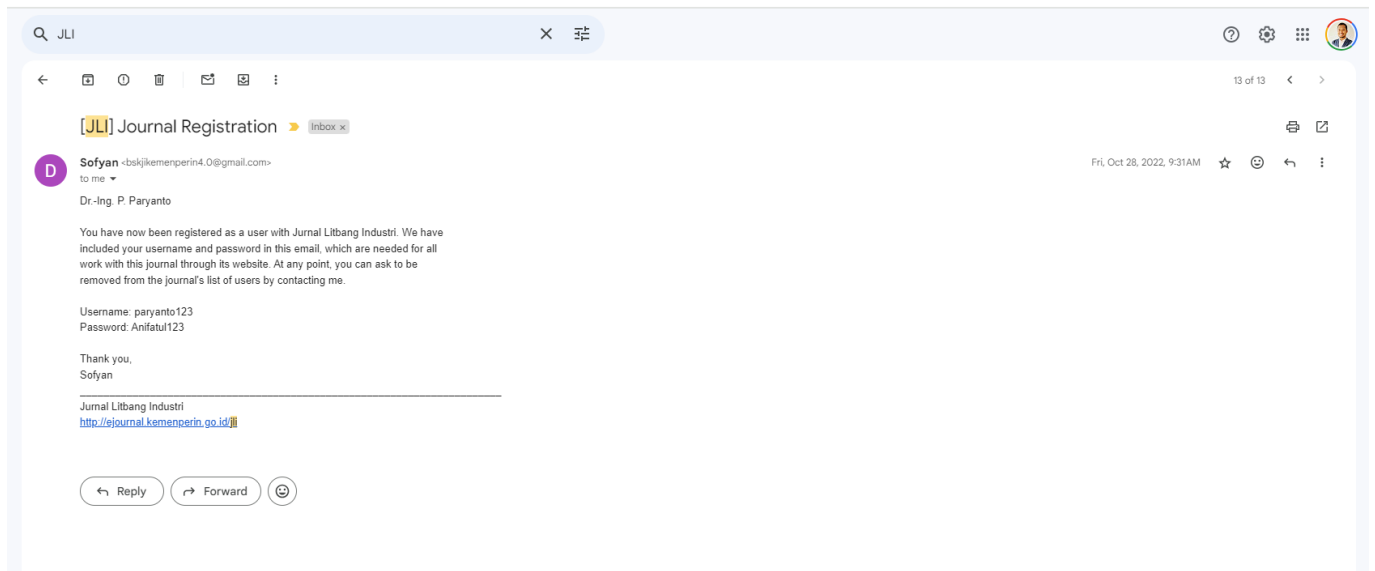 JLI
13 of 13
[JLI] Journal Registration Inbox x
D
Sofyan <bskjikemenperin4.0@gmail.com> Fri, Oct 28, 2022, 9:31 AM
to me
Dr.-Ing. P. Paryanto
You have now been registered as a user with Jurnal Litbang Industri. We have
included your username and password in this email, which are needed for all
work with this journal through its website. At any point, you can ask to be
removed from the journal's list of users by contacting me.
Username: paryanto123
Password: Anifatul123
Thank you,
Sofyan
Jurnal Litbang Industri
http://ejournal.kemenperin.go.id/jli
Reply Forward